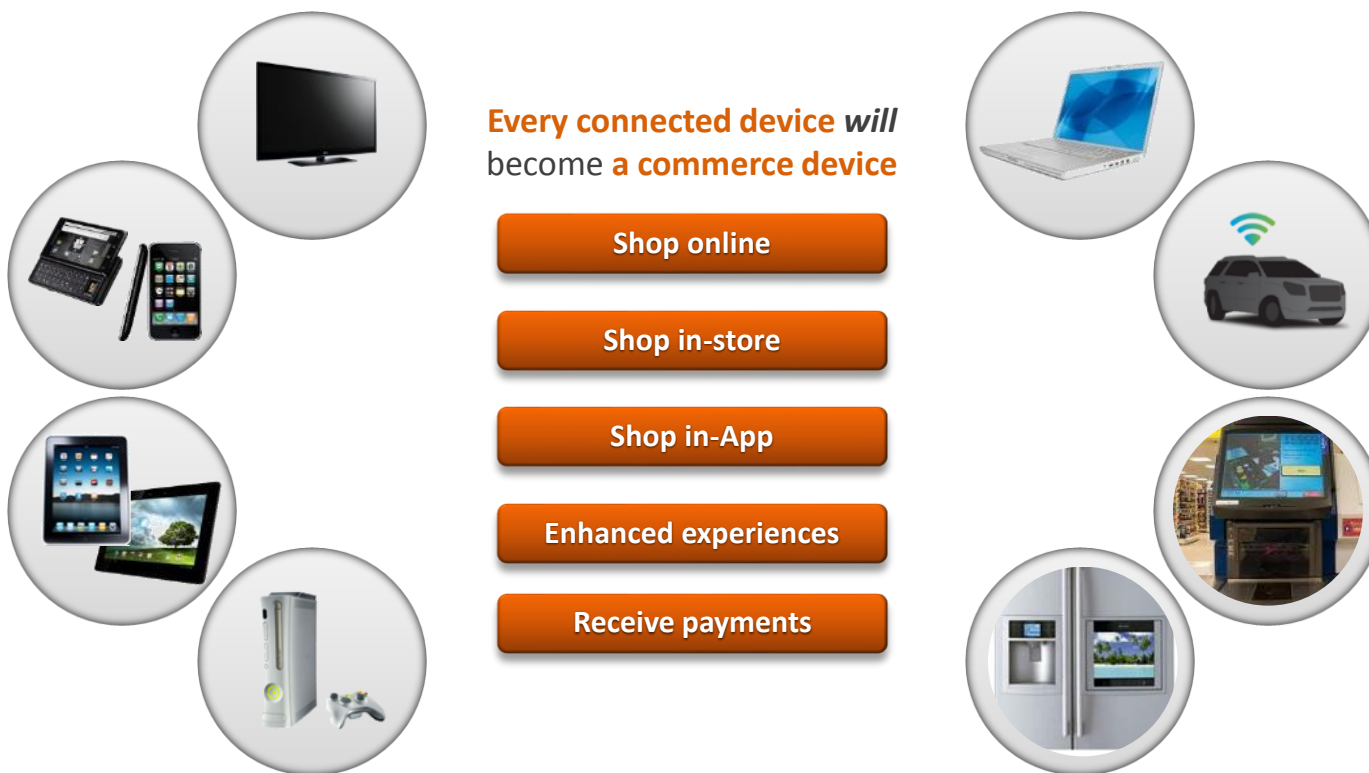 Every connected device will
become a commerce device
Shop online
Shop in-store
Shop in-App
Enhanced experiences
Receive payments